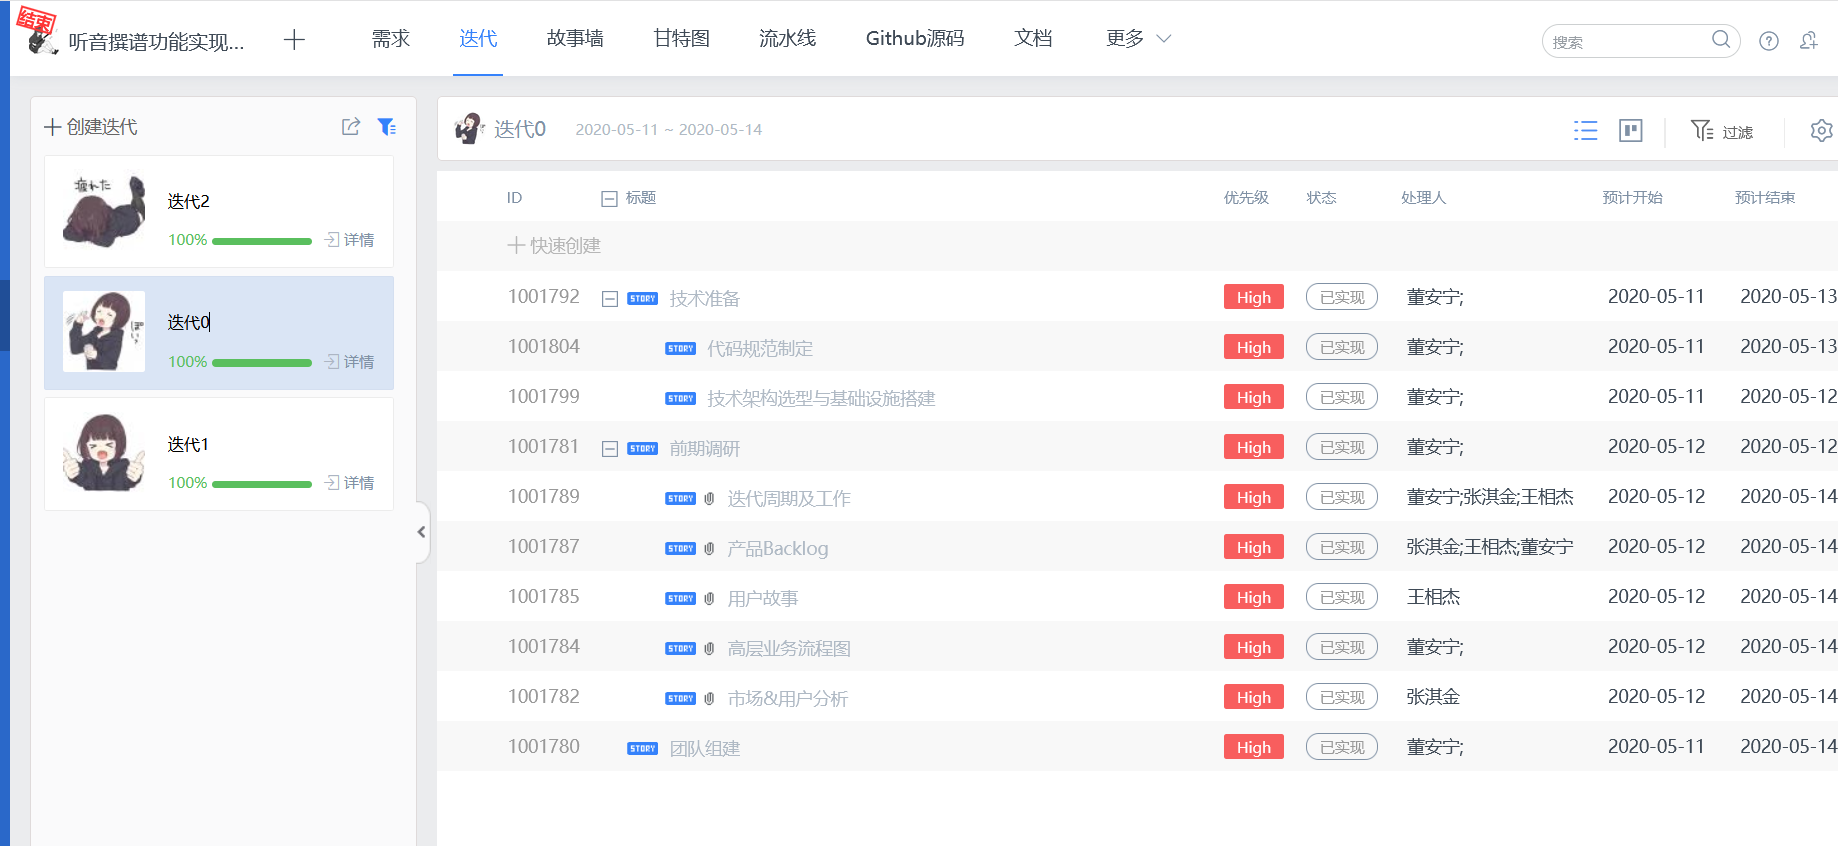 结束
听音撰谱功能实现...
需求
迭代
故事墙
甘特图
流水线
Github源码
文档
更多
搜索
创建迭代
疲れた
迭代2
100%
详情
迭代0
100%
详情
迭代1
100%
详情
迭代0
2020-05-11 ~ 2020-05-14
过滤
ID 标题 优先级 状态 处理人 预计开始 预计结束
快速创建
1001792 STORY 技术准备 High 已实现 董安宁; 2020-05-11 2020-05-13
1001804 STORY 代码规范制定 High 已实现 董安宁; 2020-05-11 2020-05-13
1001799 STORY 技术架构选型与基础设施搭建 High 已实现 董安宁; 2020-05-11 2020-05-12
1001781 STORY 前期调研 High 已实现 董安宁; 2020-05-12 2020-05-12
1001789 STORY 迭代周期及工作 High 已实现 董安宁;张淇金;王相杰 2020-05-12 2020-05-14
1001787 STORY 产品Backlog High 已实现 张淇金;王相杰;董安宁 2020-05-12 2020-05-14
1001785 STORY 用户故事 High 已实现 王相杰 2020-05-12 2020-05-14
1001784 STORY 高层业务流程图 High 已实现 董安宁; 2020-05-12 2020-05-14
1001782 STORY 市场&用户分析 High 已实现 张淇金 2020-05-12 2020-05-14
1001780 STORY 团队组建 High 已实现 董安宁; 2020-05-11 2020-05-14